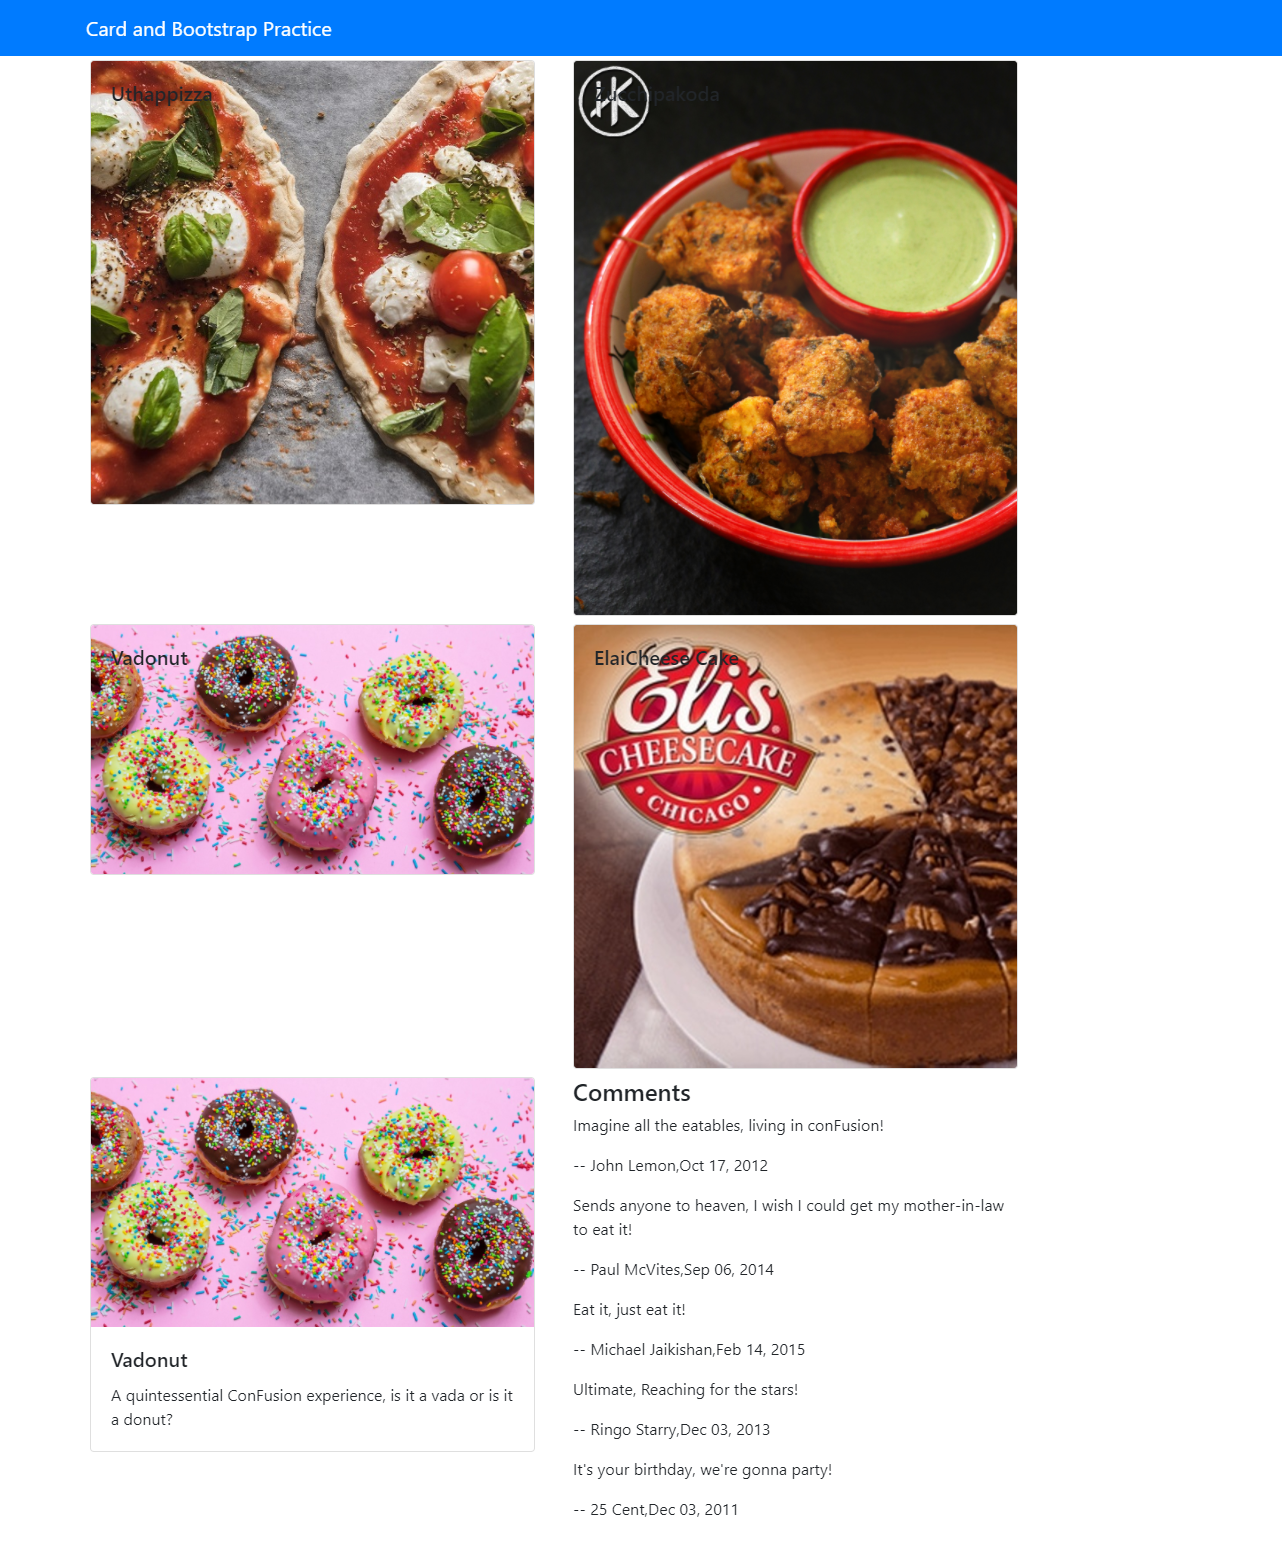 Card and Bootstrap Practice
Uthappizza
Zucchipakoda
Vadonut
ElaiCheese Cake
Eli's
CHEESECAKE
• CHICAGO •
Vadonut
A quintessential ConFusion experience, is it a vada or is it
a donut?
Comments
Imagine all the eatables, living in conFusion!
-- John Lemon,Oct 17, 2012
Sends anyone to heaven, I wish I could get my mother-in-law
to eat it!
-- Paul McVites,Sep 06, 2014
Eat it, just eat it!
-- Michael Jaikishan,Feb 14, 2015
Ultimate, Reaching for the stars!
-- Ringo Starry,Dec 03, 2013
It's your birthday, we're gonna party!
-- 25 Cent,Dec 03, 2011